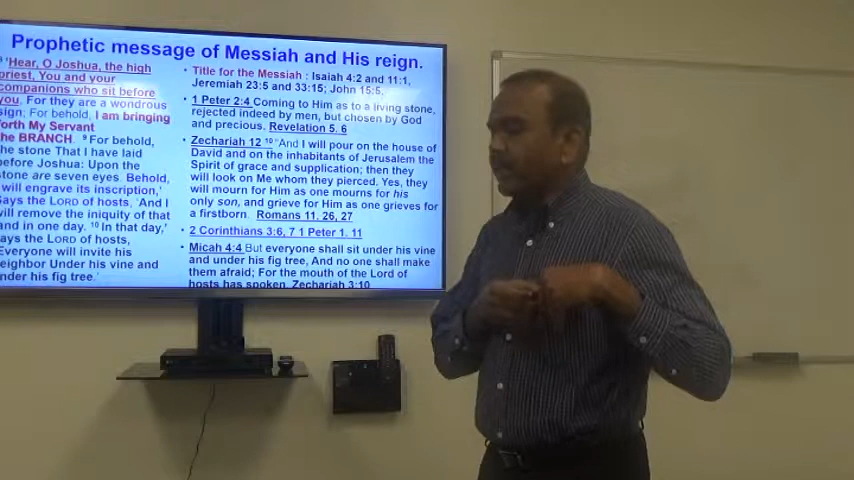 Prophetic message of Messiah and His reign.
8 'Hear, O Joshua, the high
priest, You and your
companions who sit before
you, For they are a wondrous
sign; For behold, I am bringing
forth My Servant
the BRANCH. 9 For behold,
the stone That I have laid
before Joshua: Upon the
stone are seven eyes. Behold,
I will engrave its inscription,'
Says the LORD of hosts, 'And I
will remove the iniquity of that
land in one day. 10 In that day,'
says the LORD of hosts,
'Everyone will invite his
neighbor Under his vine and
under his fig tree.'
• Title for the Messiah : Isaiah 4:2 and 11:1,
Jeremiah 23:5 and 33:15; John 15:5,
• 1 Peter 2:4 Coming to Him as to a living stone,
rejected indeed by men, but chosen by God
and precious. Revelation 5. 6
• Zechariah 12 10 "And I will pour on the house of
David and on the inhabitants of Jerusalem the
Spirit of grace and supplication; then they
will look on Me whom they pierced. Yes, they
will mourn for Him as one mourns for his
only son, and grieve for Him as one grieves for
a firstborn. Romans 11, 26, 27
• 2 Corinthians 3:6, 7 1 Peter 1. 11
• Micah 4:4 But everyone shall sit under his vine
and under his fig tree, And no one shall make
them afraid; For the mouth of the Lord of
hosts has spoken. Zechariah 3:10